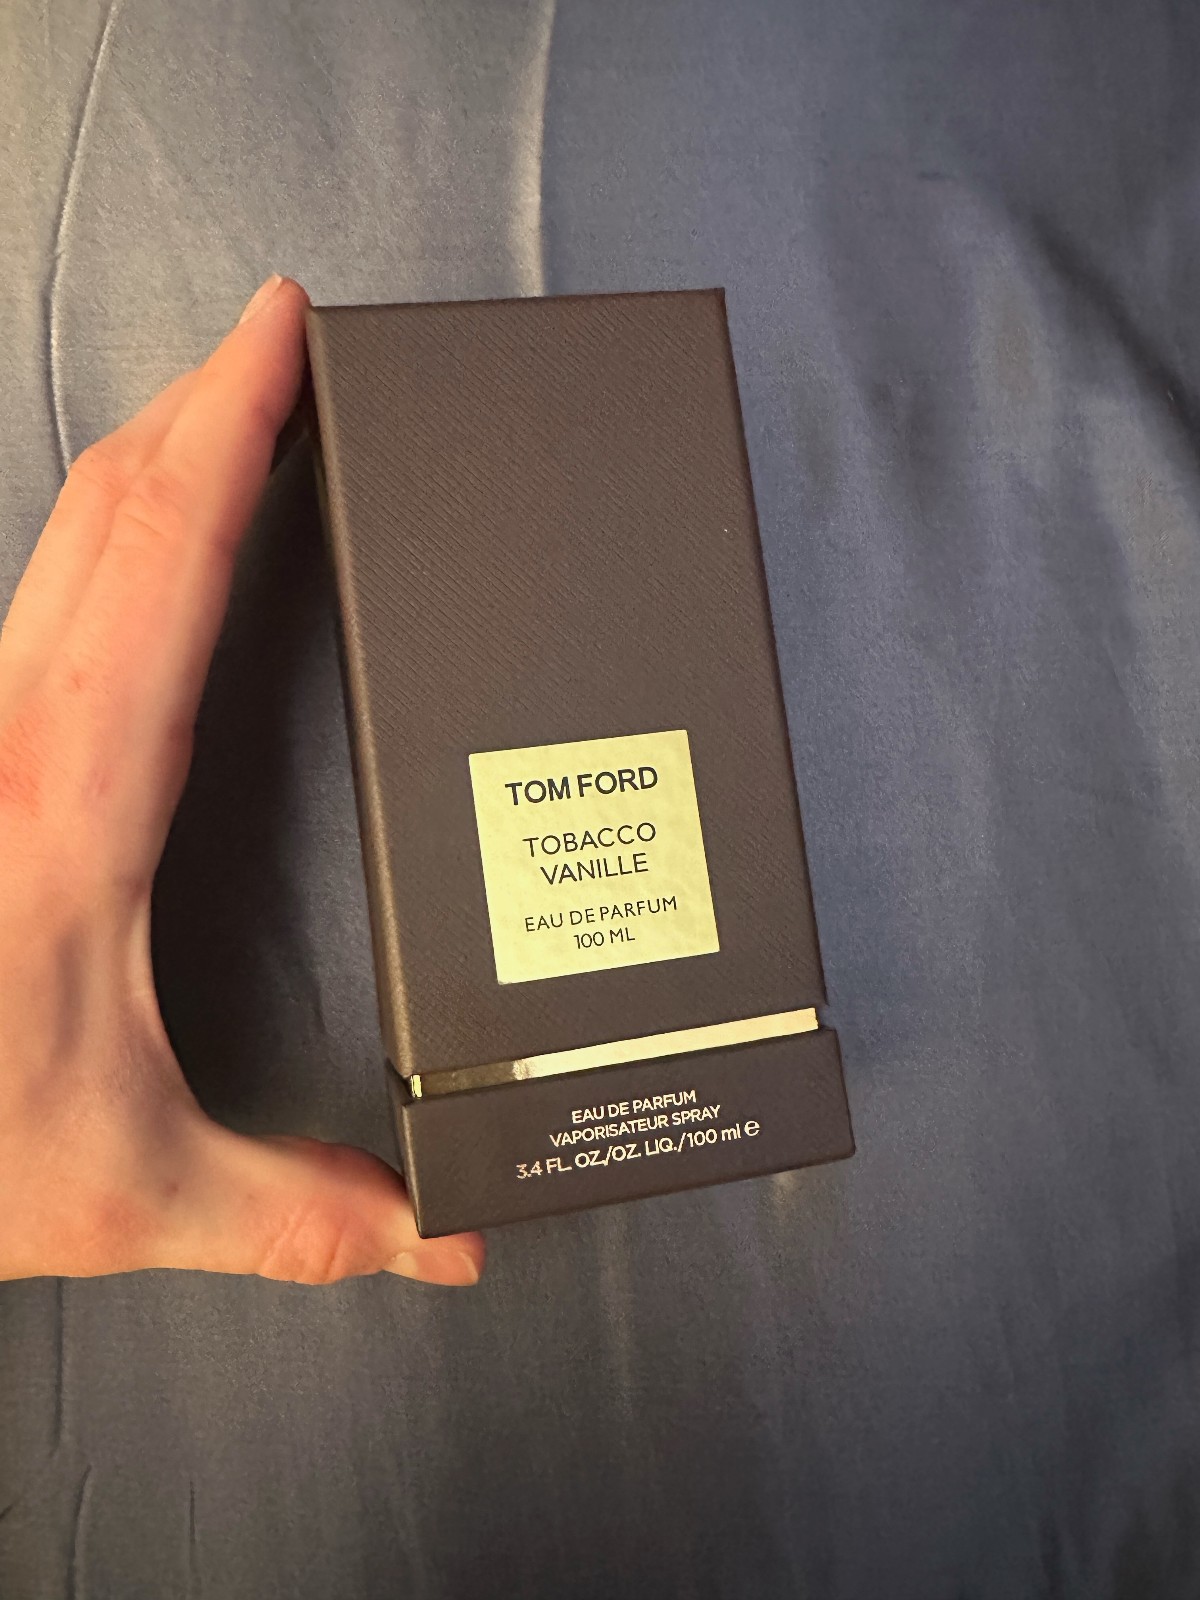 TOM FORD
TOBACCO
VANILLE
EAU DE PARFUM
100 ML
EAU DE PARFUM
VAPORISATEUR SPRAY
3.4 FL. OZ./OZ. LIQ./100 ml ℮